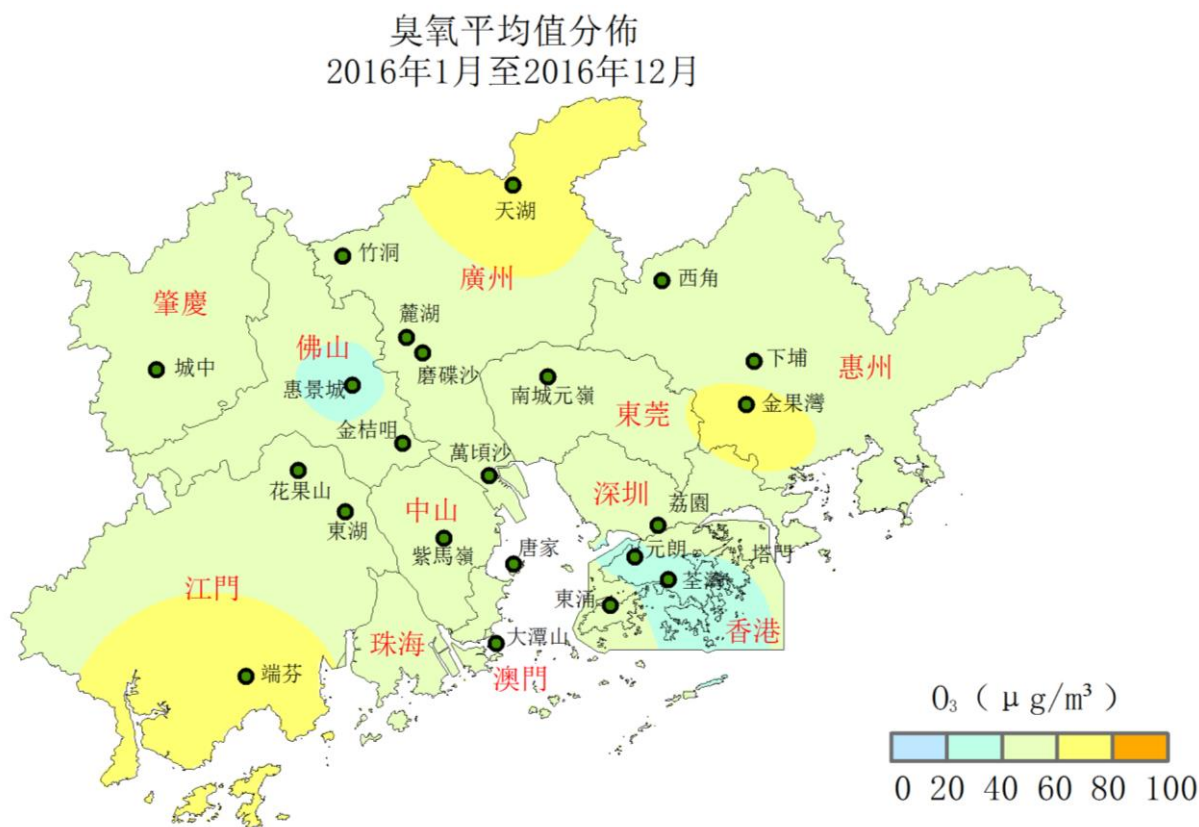 臭氧平均值分佈
2016年1月至2016年12月
天湖
竹洞
廣州
西角
肇慶
麓湖
佛山
磨碟沙
下埔
惠州
城中
惠景城
南城元嶺
東莞
金果灣
金桔咀
萬頃沙
花果山
深圳
荔園
中山
東湖
紫馬嶺
唐家
元朗
塔門
荃灣
江門
東涌
珠海
大潭山
香港
端芬
澳門
O₃（μg/m³）
0 20 40 60 80 100